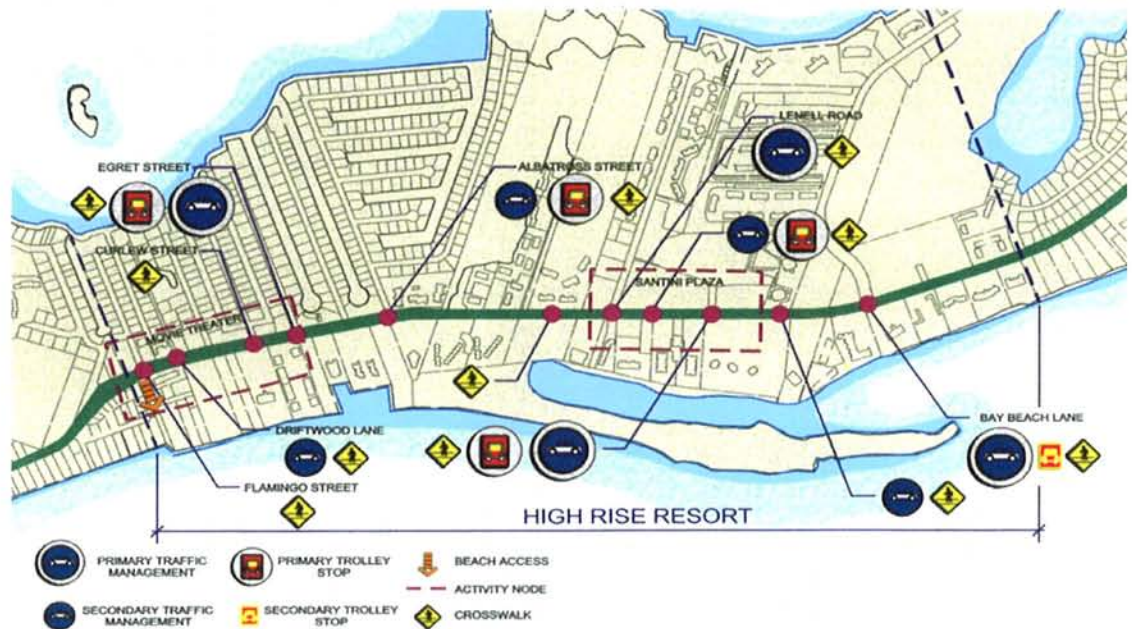 LENELL ROAD
EGRET STREET
ALBATROSS STREET
CURLEW STREET
SANTINI PLAZA
MOVIE THEATER
BAY BEACH LANE
DRIFTWOOD LANE
FLAMINGO STREET
HIGH RISE RESORT
PRIMARY TRAFFIC
MANAGEMENT
PRIMARY TROLLEY
STOP
BEACH ACCESS
ACTIVITY NODE
SECONDARY TRAFFIC
MANAGEMENT
SECONDARY TROLLEY
STOP
CROSSWALK